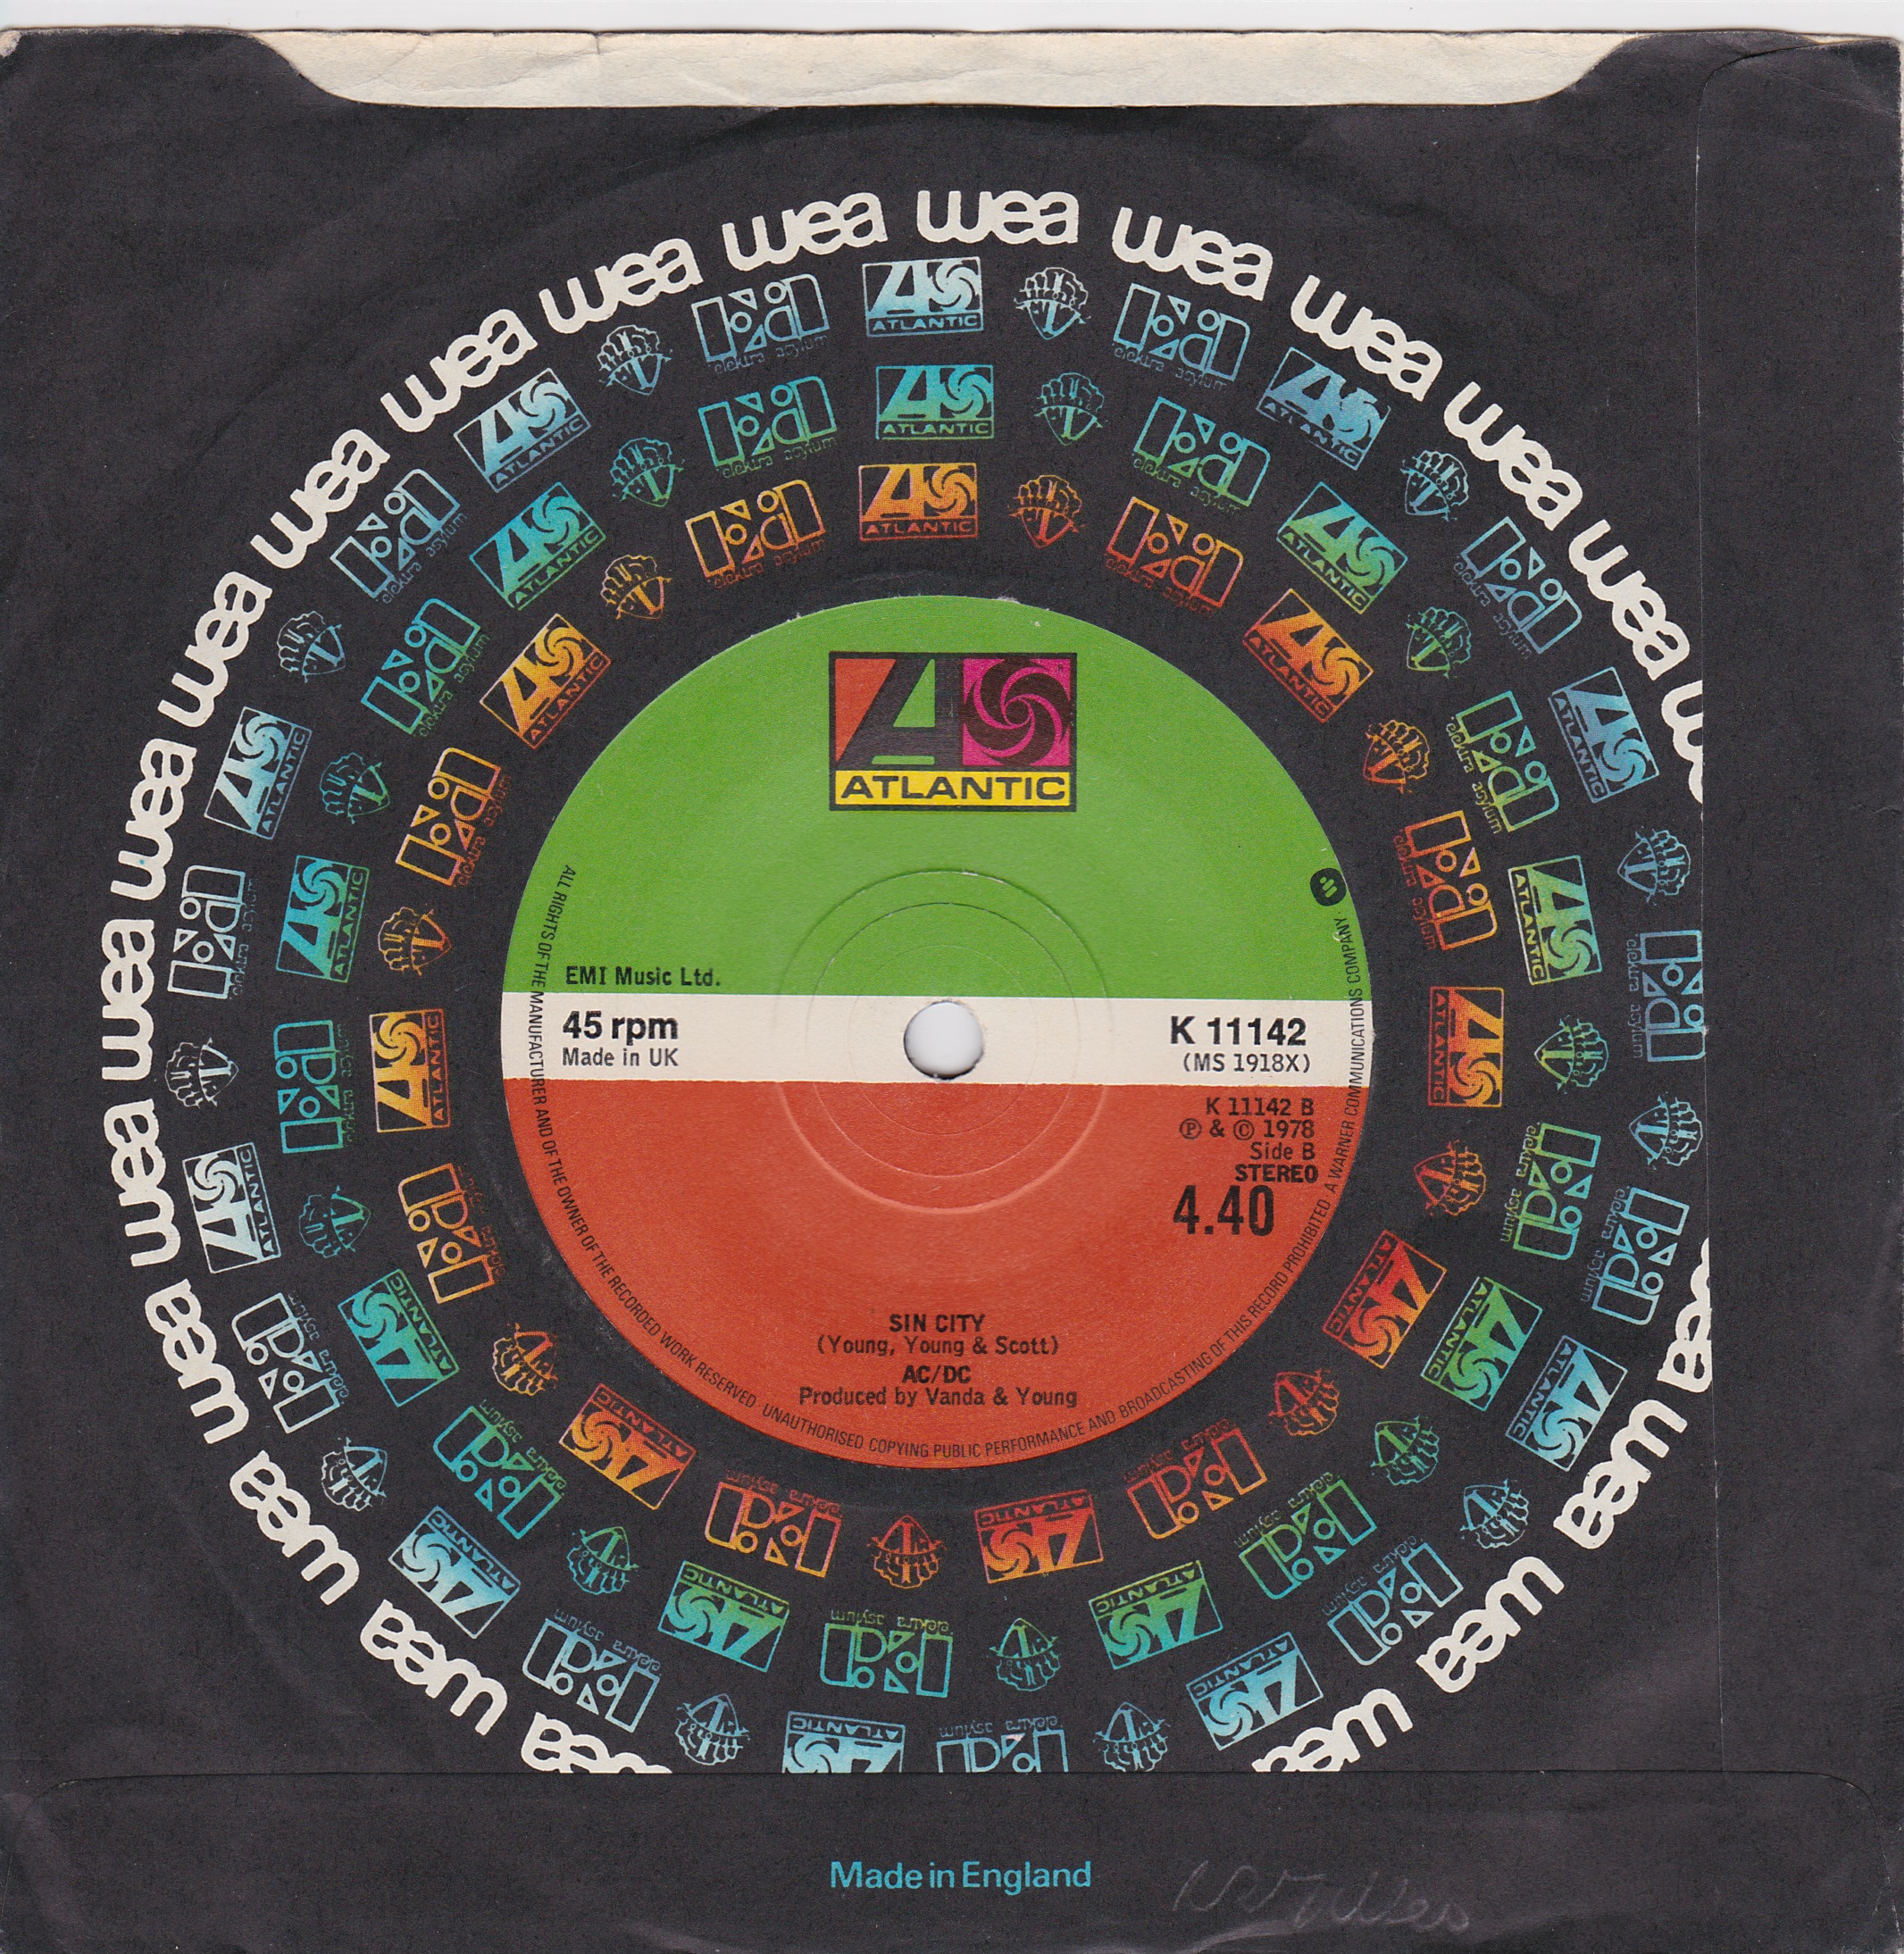 wea wea wea wea wea wea wea wea wea wea wea wea wea wea wea wea wea wea wea wea wea wea
ATLANTIC
elektra asylum
ATLANTIC
EMI Music Ltd.
45 rpm
Made in UK
K 11142
(MS 1918X)
K 11142 B
℗ & © 1978
Side B
STEREO
4.40
SIN CITY
(Young, Young & Scott)
AC/DC
Produced by Vanda & Young
ALL RIGHTS OF THE MANUFACTURER AND OF THE OWNER OF THE RECORDED WORK RESERVED. UNAUTHORISED COPYING PUBLIC PERFORMANCE AND BROADCASTING OF THIS RECORD PROHIBITED. A WARNER COMMUNICATIONS COMPANY
Made in England